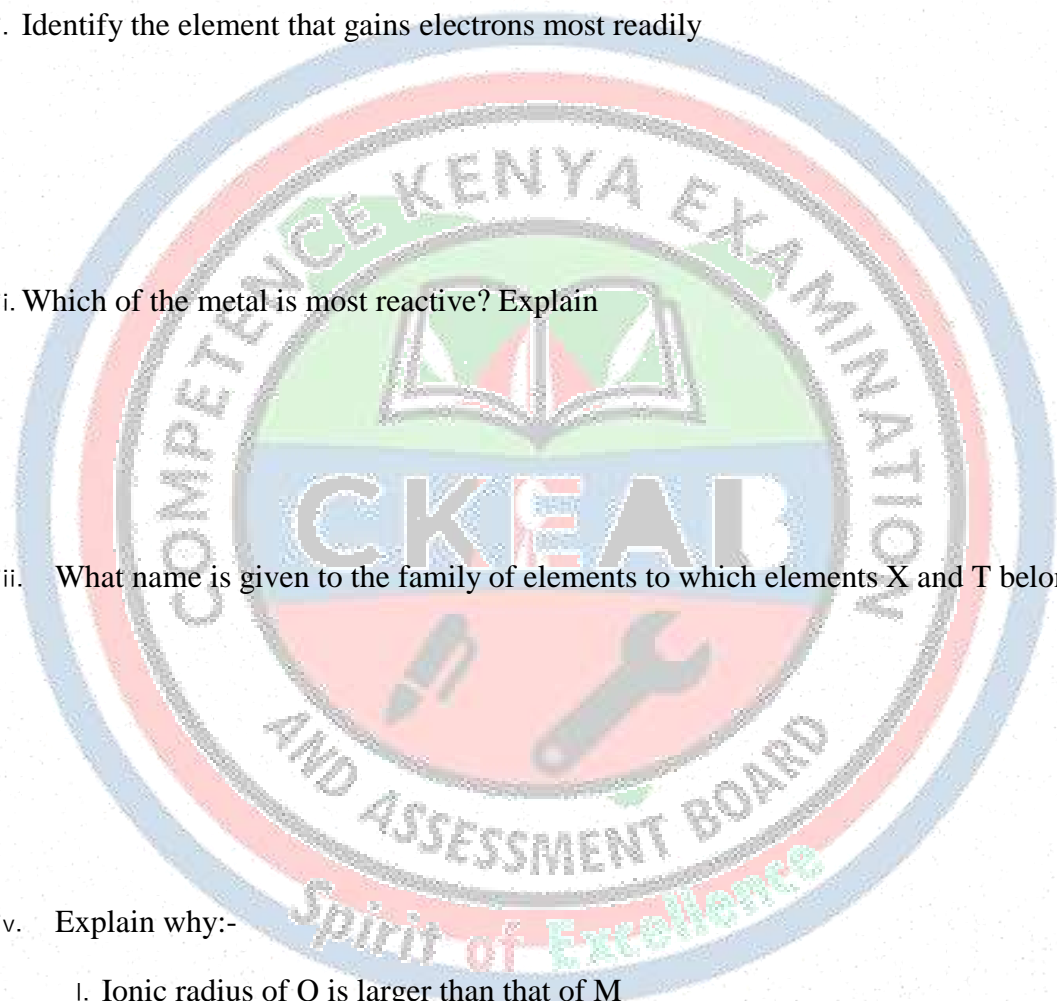 . Identify the element that gains electrons most readily
COMPETENCE KENYA EXAMINATION
i. Which of the metal is most reactive? Explain
CKEAB
ii. What name is given to the family of elements to which elements X and T belon
AND ASSESSMENT BOARD
Spirit of Excellence
v. Explain why:-
I. Ionic radius of Q is larger than that of M